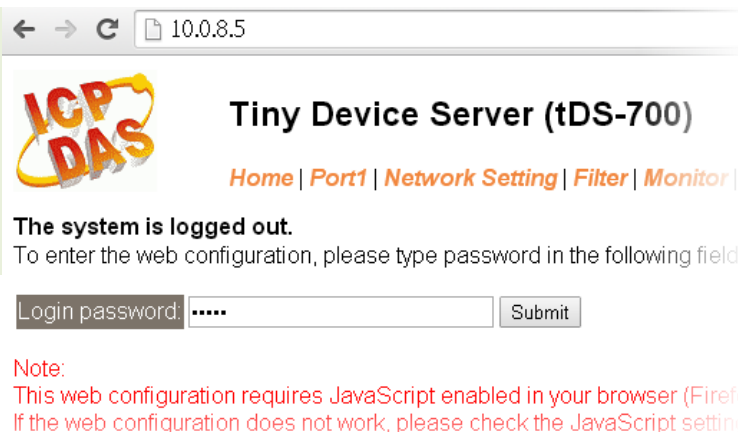 10.0.8.5
ICP
DAS
Tiny Device Server (tDS-700)
Home | Port1 | Network Setting | Filter | Monitor |
The system is logged out.
To enter the web configuration, please type password in the following field
Login password: ••••• Submit
Note:
This web configuration requires JavaScript enabled in your browser (Firef
If the web configuration does not work, please check the JavaScript settin